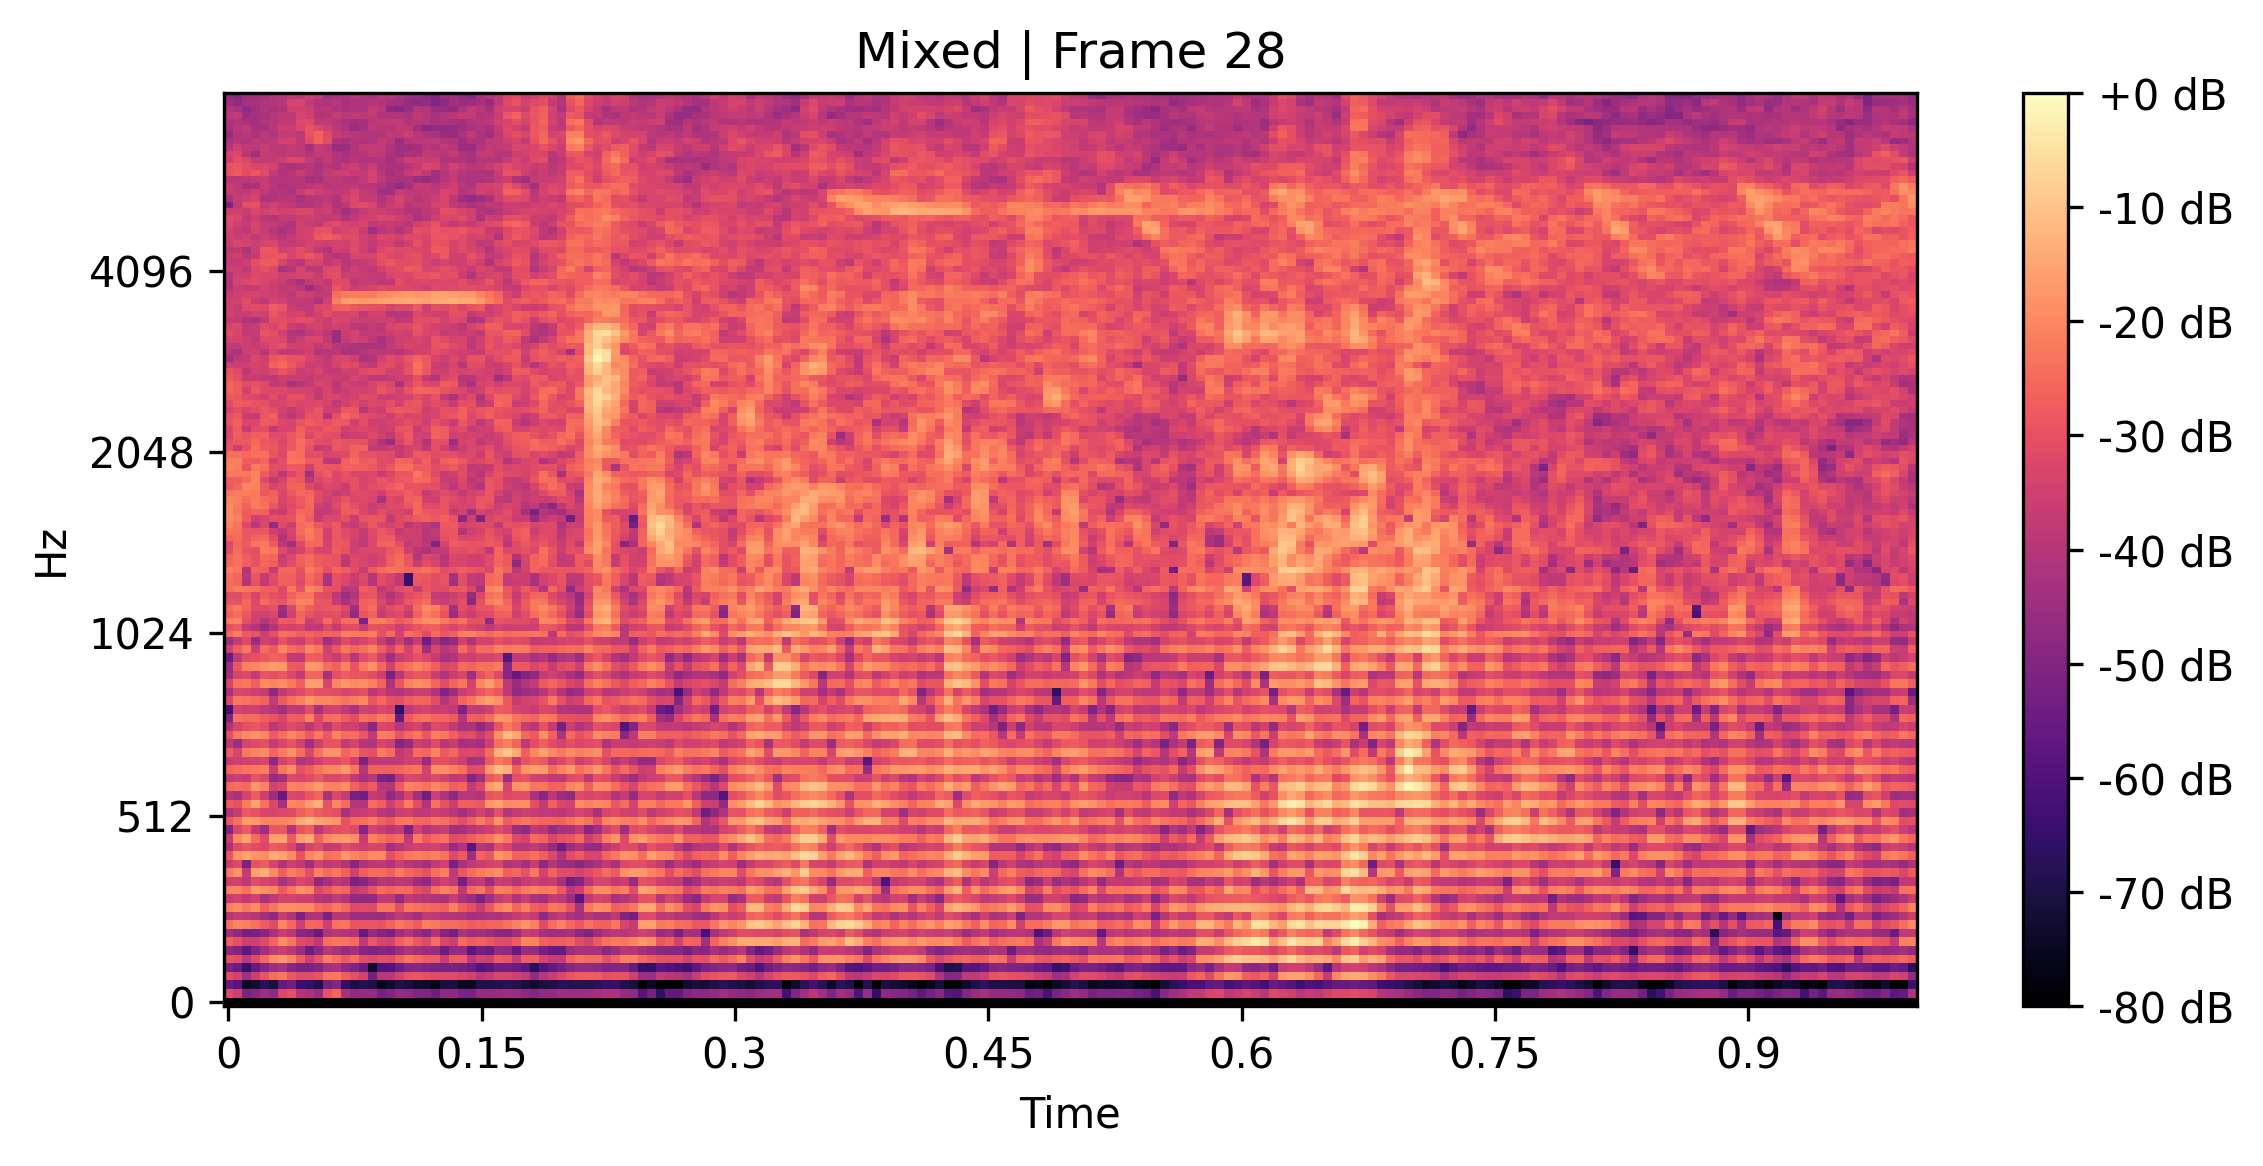 Mixed | Frame 28
Hz
4096
2048
1024
512
0
0 0.15 0.3 0.45 0.6 0.75 0.9
Time
+0 dB
-10 dB
-20 dB
-30 dB
-40 dB
-50 dB
-60 dB
-70 dB
-80 dB